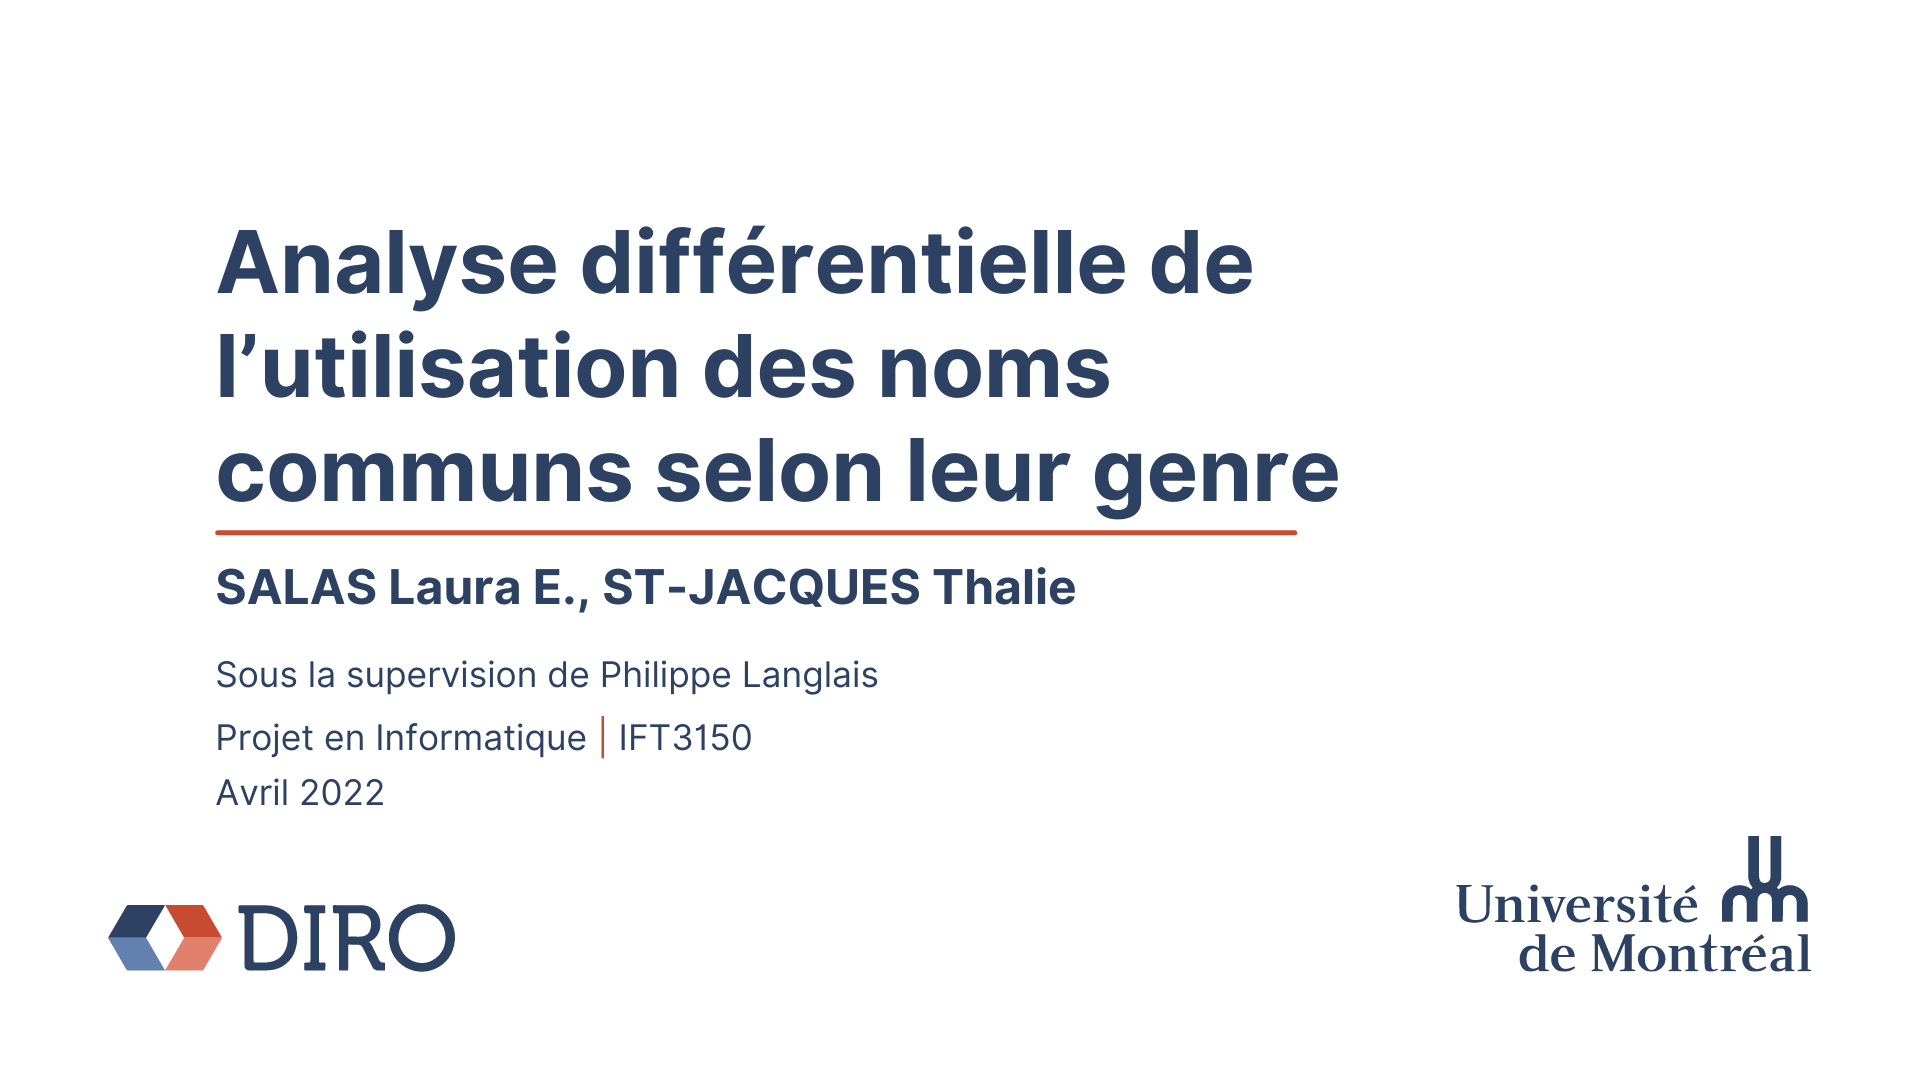 Analyse différentielle de
l’utilisation des noms
communs selon leur genre
SALAS Laura E., ST-JACQUES Thalie
Sous la supervision de Philippe Langlais
Projet en Informatique | IFT3150
Avril 2022
DIRO
Université
de Montréal